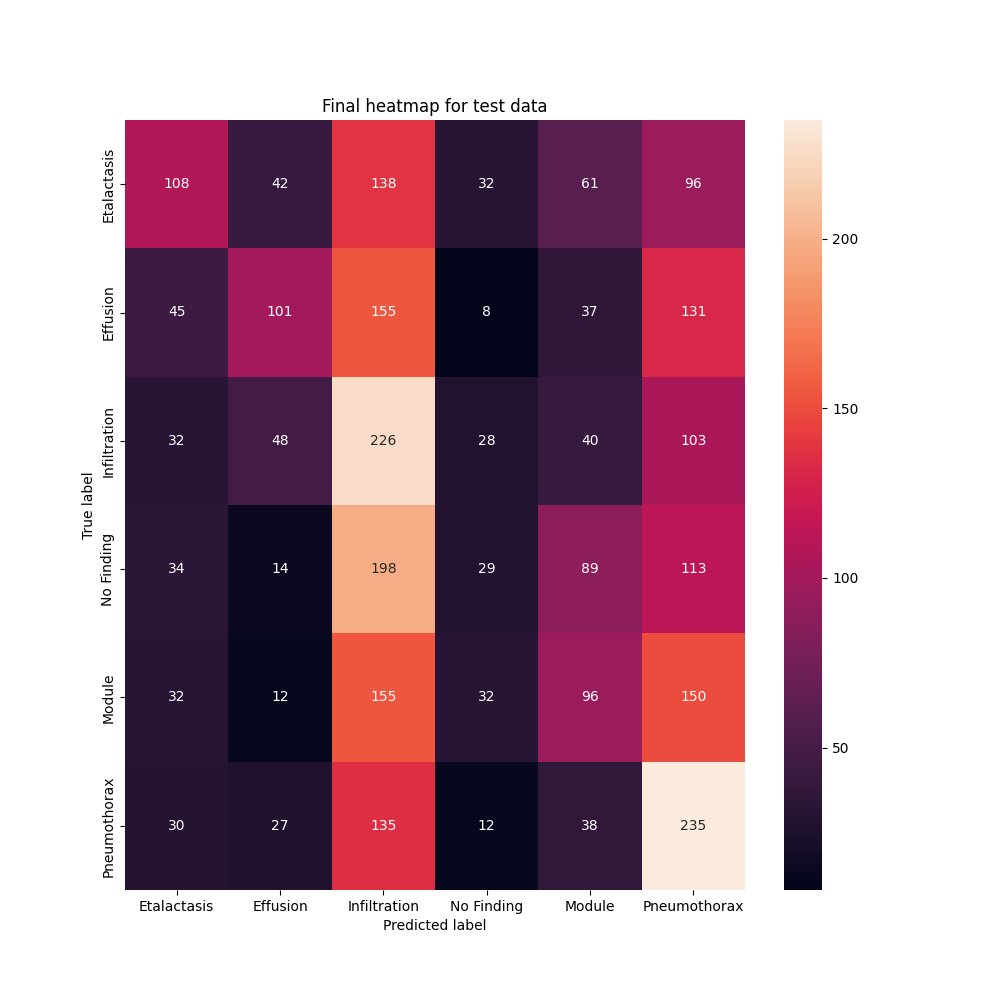 Final heatmap for test data
True label
Etalactasis 108 42 138 32 61 96
Effusion 45 101 155 8 37 131
Infiltration 32 48 226 28 40 103
No Finding 34 14 198 29 89 113
Module 32 12 155 32 96 150
Pneumothorax 30 27 135 12 38 235
Etalactasis Effusion Infiltration No Finding Module Pneumothorax
Predicted label
200
150
100
50